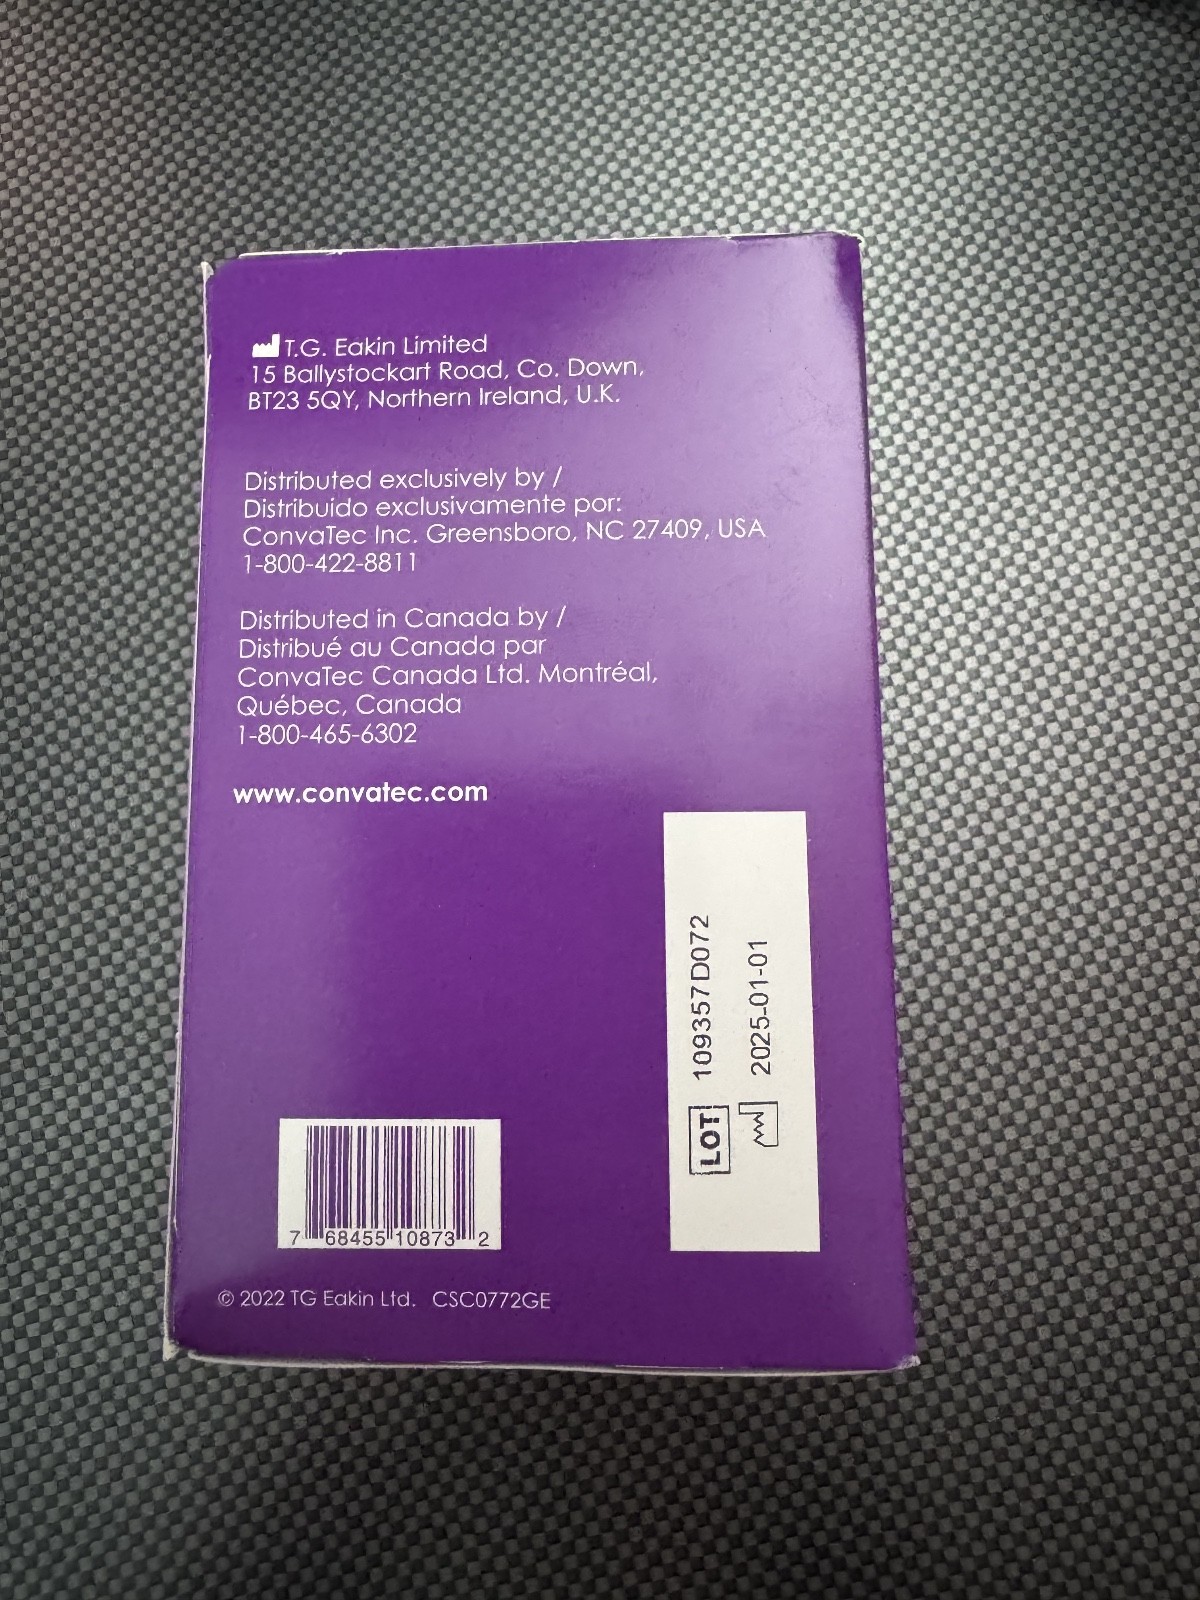 T.G. Eakin Limited
15 Ballystockart Road, Co. Down,
BT23 5QY, Northern Ireland, U.K.
Distributed exclusively by /
Distribuido exclusivamente por:
ConvaTec Inc. Greensboro, NC 27409, USA
1-800-422-8811
Distributed in Canada by /
Distribué au Canada par
ConvaTec Canada Ltd. Montréal,
Québec, Canada
1-800-465-6302
www.convatec.com
LOT 109357D072
2025-01-01
7 68455 10873 2
© 2022 TG Eakin Ltd. CSC0772GE